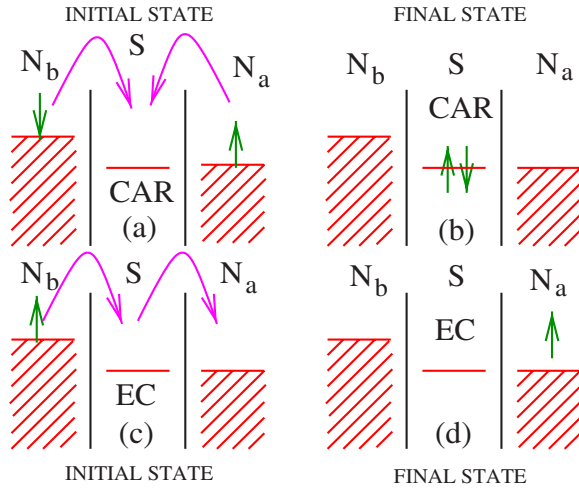 INITIAL STATE
FINAL STATE
N_b S N_a
N_b S N_a
CAR
CAR
(a)
(b)
N_b S N_a
N_b S N_a
EC
EC
(c)
(d)
INITIAL STATE
FINAL STATE